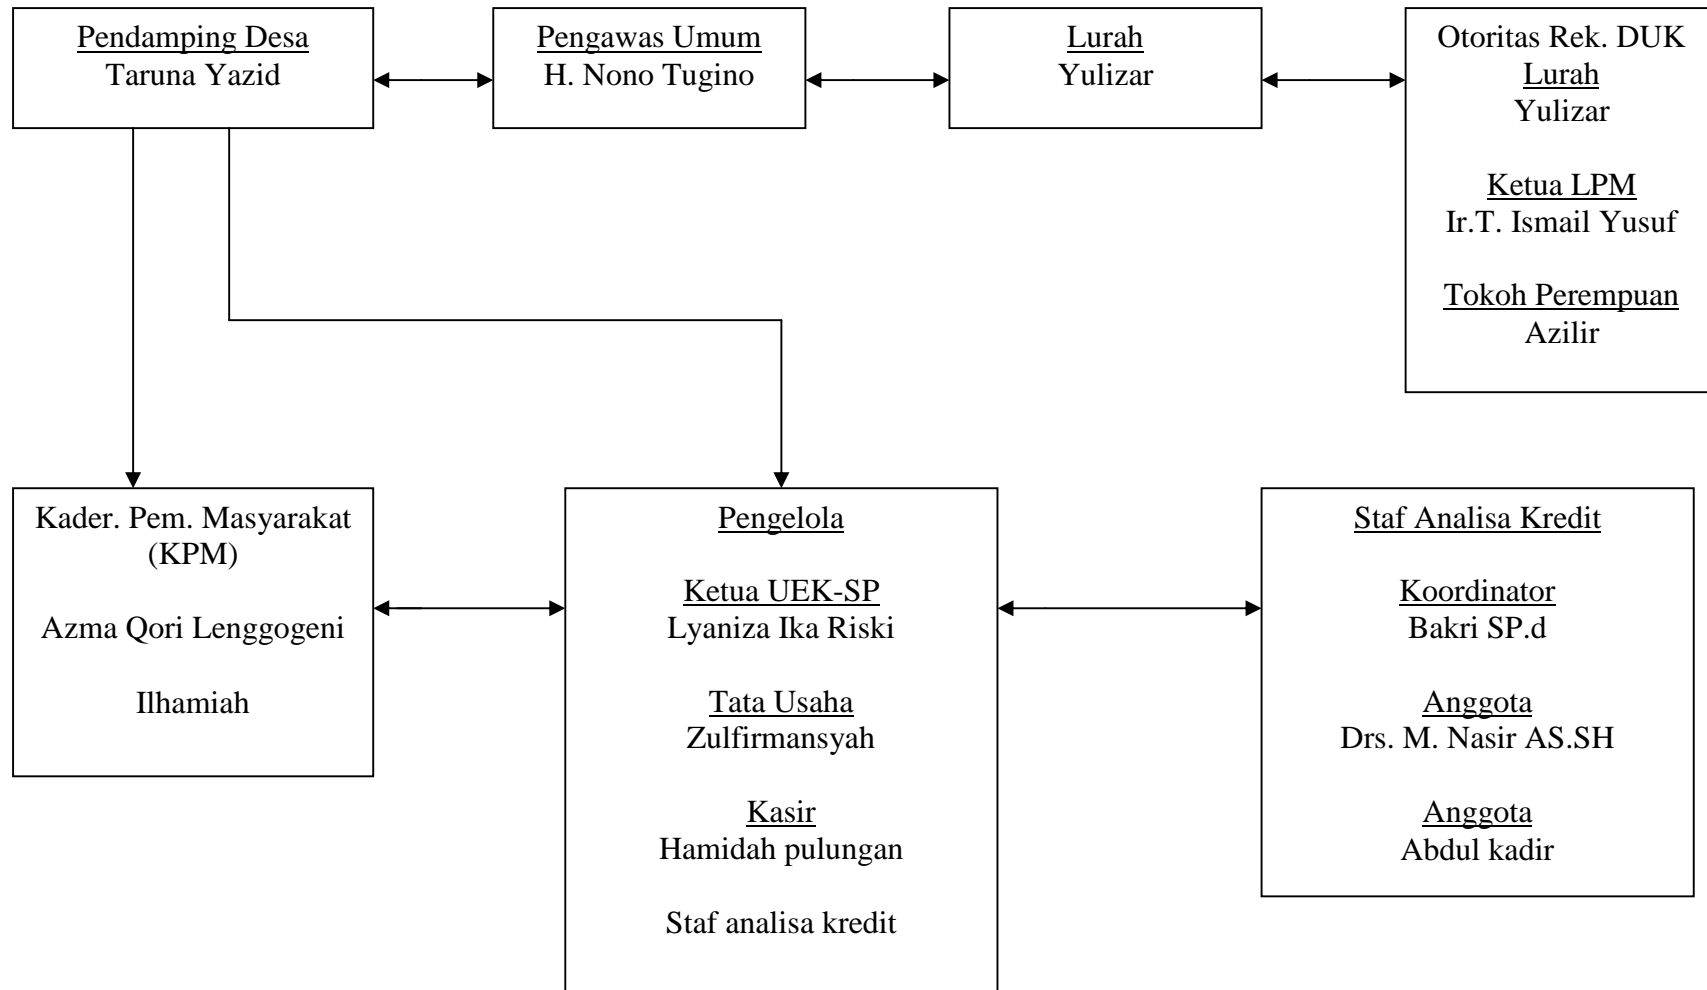 Pendamping Desa
Taruna Yazid
Pengawas Umum
H. Nono Tugino
Lurah
Yulizar
Otoritas Rek. DUK
Lurah
Yulizar
Ketua LPM
Ir.T. Ismail Yusuf
Tokoh Perempuan
Azilir
Kader. Pem. Masyarakat
(KPM)
Azma Qori Lenggogeni
Ilhamiah
Pengelola
Ketua UEK-SP
Lyaniza Ika Riski
Tata Usaha
Zulfirmansyah
Kasir
Hamidah pulungan
Staf analisa kredit
Staf Analisa Kredit
Koordinator
Bakri SP.d
Anggota
Drs. M. Nasir AS.SH
Anggota
Abdul kadir